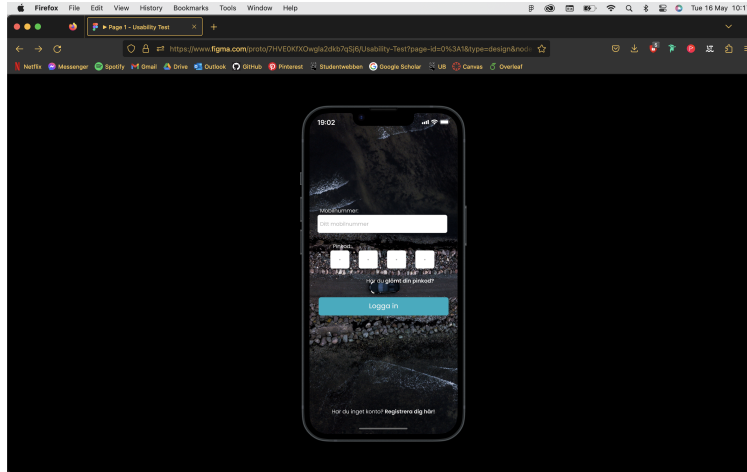 Firefox File Edit View History Bookmarks Tools Window Help Tue 16 May 10:1
Page 1 – Usability Test
https://www.figma.com/proto/7HVE0KfXOwgla2dkb7qSj6/Usability-Test?page-id=0%3A1&type=design&node-
Netflix Messenger Spotify Gmail Drive Outlook GitHub Pinterest Studentwebben Google Scholar UB Canvas Overleaf
19:02
Mobilnummer:
Ditt mobilnummer
Pinkod:
Har du glömt din pinkod?
Logga in
Har du inget konto? Registrera dig här!